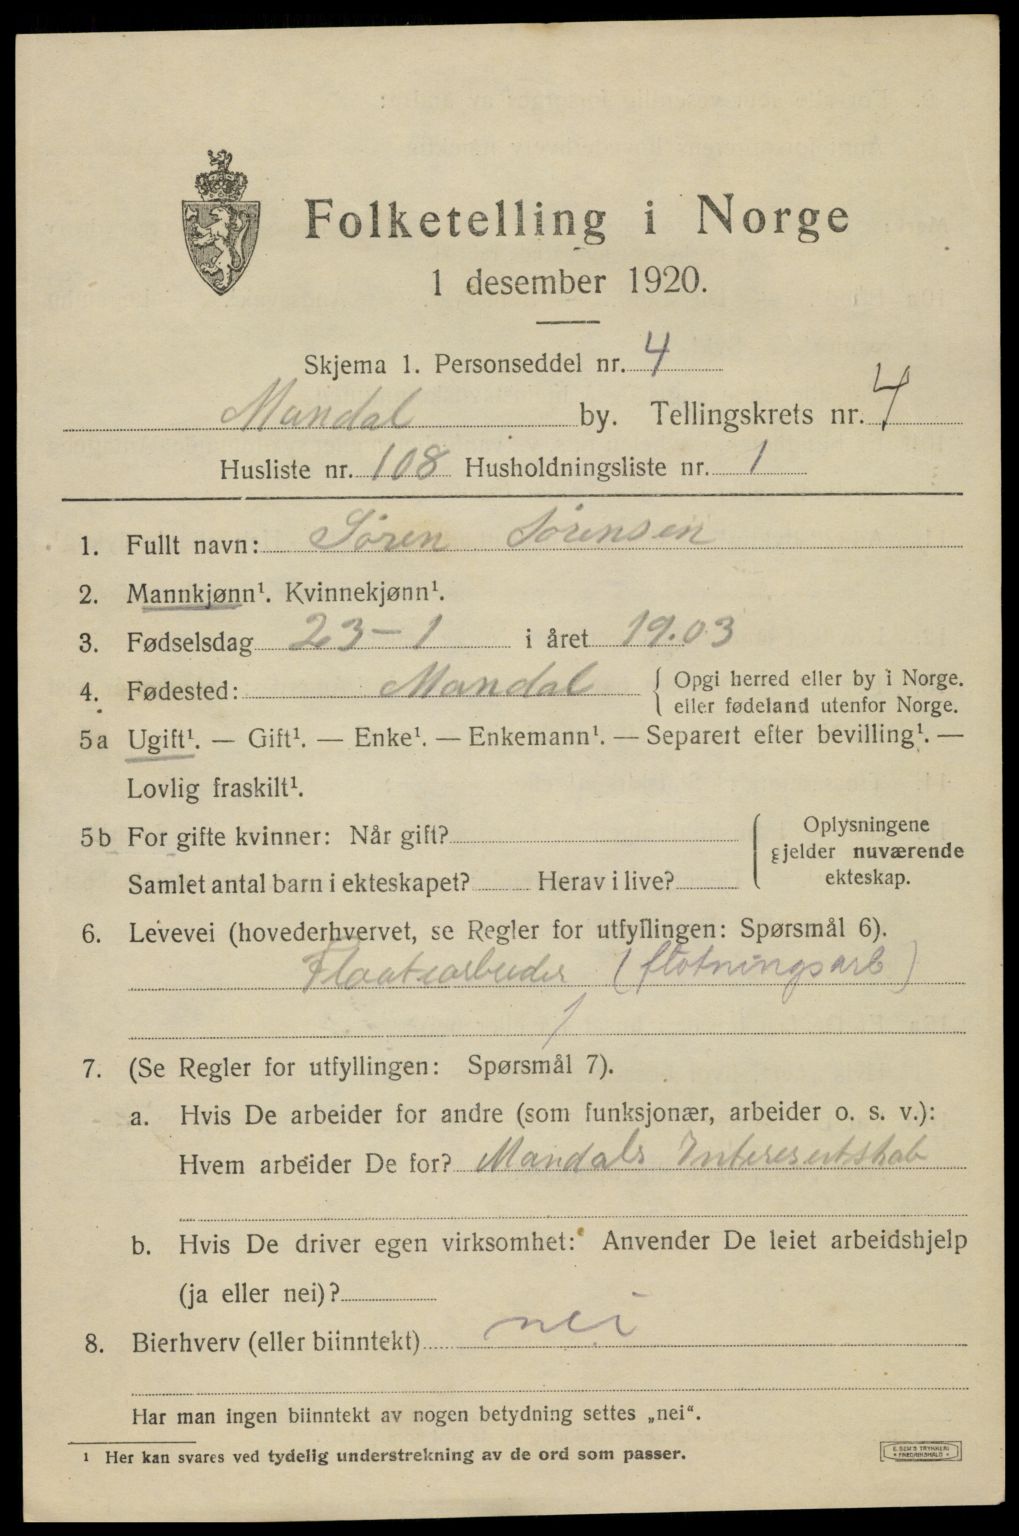 Folketelling i Norge
1 desember 1920.
Skjema 1. Personseddel nr. 4
Mandal by. Tellingskrets nr. 4
Husliste nr. 108 Husholdningsliste nr. 1
1. Fullt navn: Søren Sørensen
2. Mannkjønn¹. Kvinnekjønn¹.
3. Fødselsdag 23-1 i året 1903
4. Fødested: Mandal { Opgi herred eller by i Norge.
eller fødeland utenfor Norge.
5a Ugift¹. — Gift¹. — Enke¹. — Enkemann¹. — Separert efter bevilling¹. —
Lovlig fraskilt¹.
5b For gifte kvinner: Når gift?
Samlet antal barn i ekteskapet? Herav i live?
Oplysningene
gjelder nuværende
ekteskap.
6. Levevei (hovederhvervet, se Regler for utfyllingen: Spørsmål 6).
Flaatearbeider (fløtningsarb)
1
7. (Se Regler for utfyllingen: Spørsmål 7).
a. Hvis De arbeider for andre (som funksjonær, arbeider o. s. v.):
Hvem arbeider De for? Mandals Interesentskab
b. Hvis De driver egen virksomhet: Anvender De leiet arbeidshjelp
(ja eller nei)?
8. Bierhverv (eller biinntekt) nei
Har man ingen biinntekt av nogen betydning settes „nei“.
¹ Her kan svares ved tydelig understrekning av de ord som passer.
E. SEM'S TRYKKERI
FREDRIKSHALD